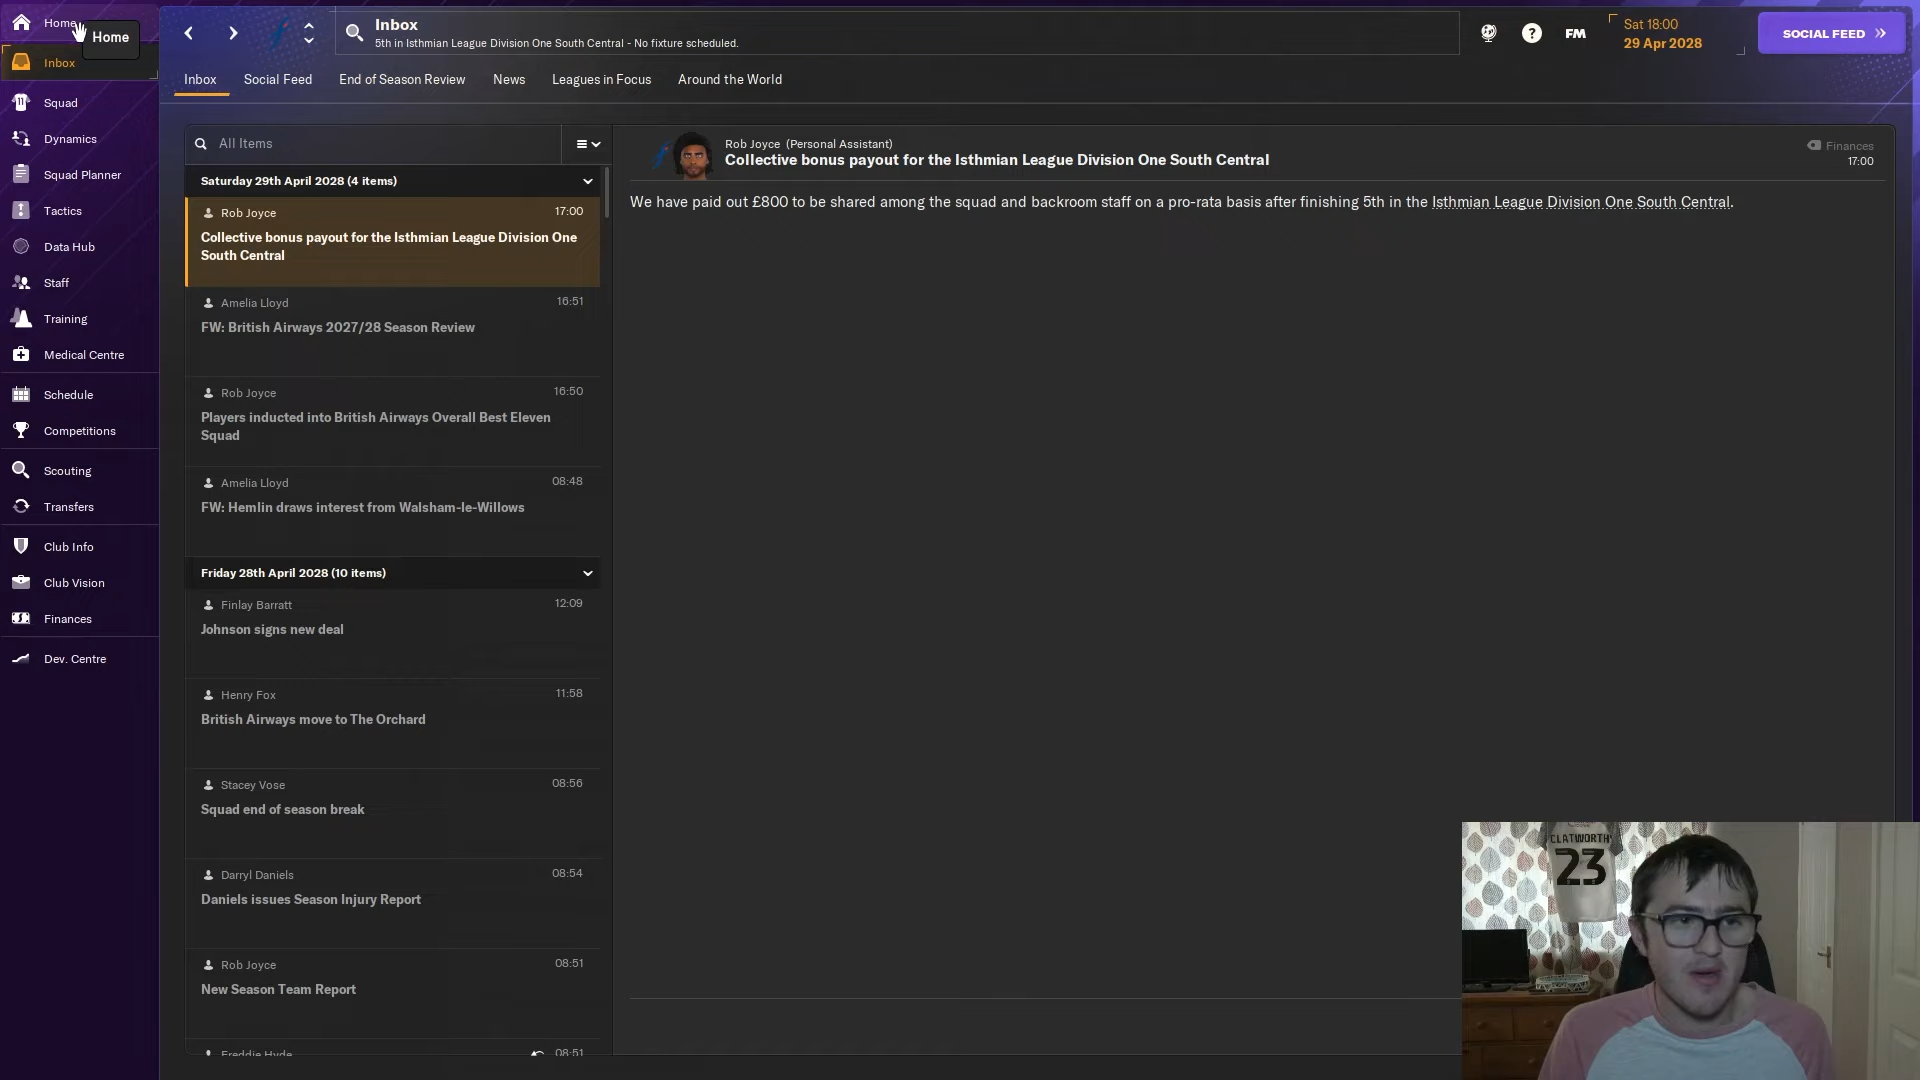 Home
Home
Inbox
Squad
Dynamics
Squad Planner
Tactics
Data Hub
Staff
Training
Medical Centre
Schedule
Competitions
Scouting
Transfers
Club Info
Club Vision
Finances
Dev. Centre
Inbox
5th in Isthmian League Division One South Central - No fixture scheduled.
FM
Sat 18:00
29 Apr 2028
SOCIAL FEED
Inbox
Social Feed
End of Season Review
News
Leagues in Focus
Around the World
All Items
Saturday 29th April 2028 (4 items)
Rob Joyce 17:00
Collective bonus payout for the Isthmian League Division One
South Central
Amelia Lloyd 16:51
FW: British Airways 2027/28 Season Review
Rob Joyce 16:50
Players inducted into British Airways Overall Best Eleven
Squad
Amelia Lloyd 08:48
FW: Hemlin draws interest from Walsham-le-Willows
Friday 28th April 2028 (10 items)
Finlay Barratt 12:09
Johnson signs new deal
Henry Fox 11:58
British Airways move to The Orchard
Stacey Vose 08:56
Squad end of season break
Darryl Daniels 08:54
Daniels issues Season Injury Report
Rob Joyce 08:51
New Season Team Report
Freddie Hyde 08:51
Rob Joyce (Personal Assistant)
Collective bonus payout for the Isthmian League Division One South Central
Finances
17:00
We have paid out £800 to be shared among the squad and backroom staff on a pro-rata basis after finishing 5th in the Isthmian League Division One South Central.
CLATWORTHY
23